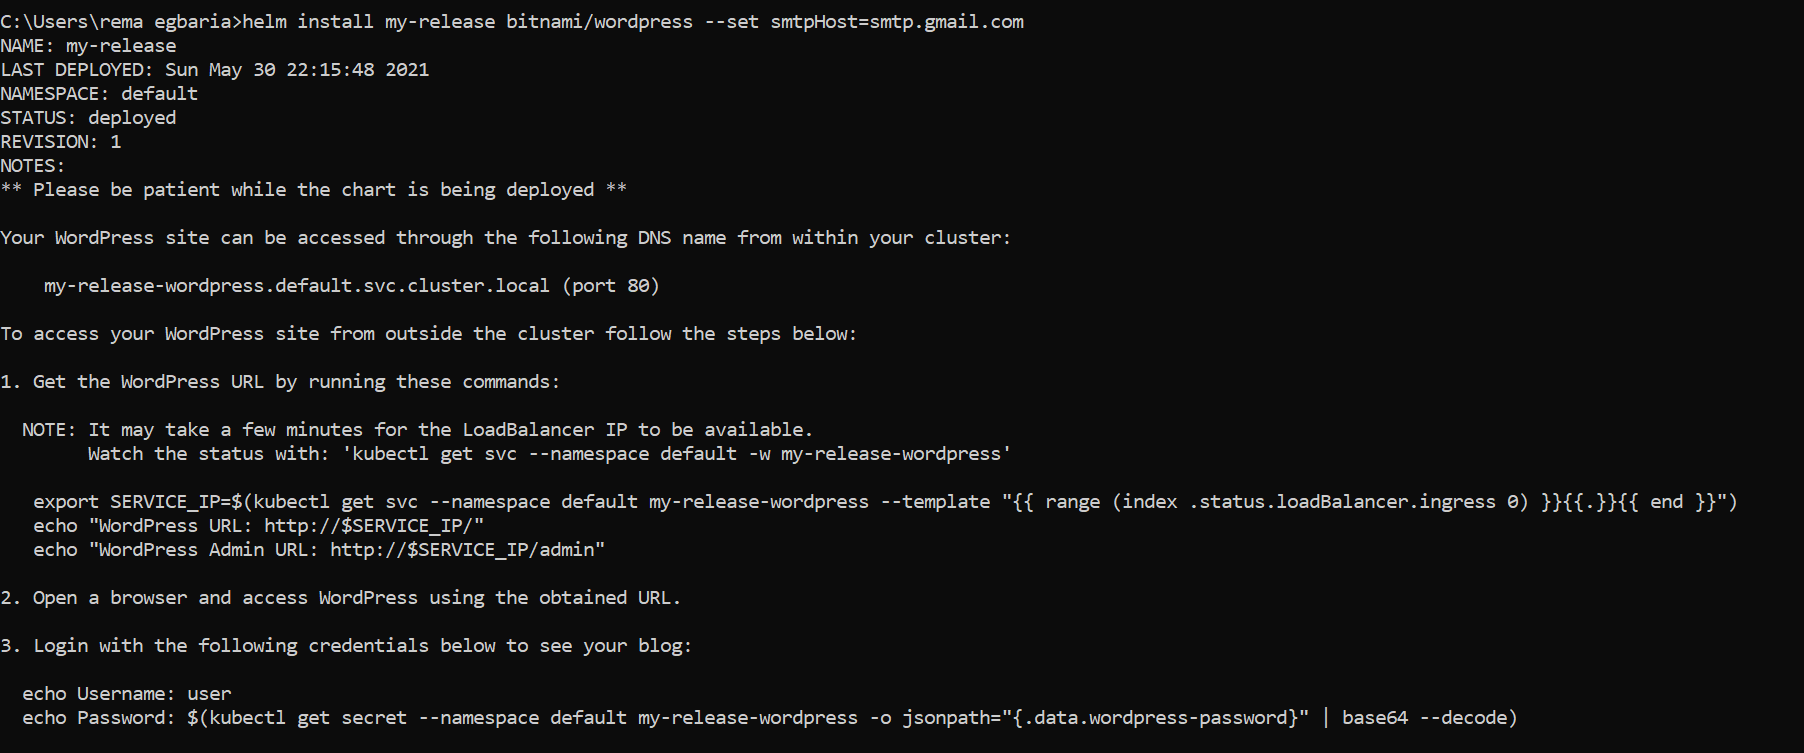 C:\Users\rema egbaria>helm install my-release bitnami/wordpress --set smtpHost=smtp.gmail.com
NAME: my-release
LAST DEPLOYED: Sun May 30 22:15:48 2021
NAMESPACE: default
STATUS: deployed
REVISION: 1
NOTES:
** Please be patient while the chart is being deployed **
Your WordPress site can be accessed through the following DNS name from within your cluster:
my-release-wordpress.default.svc.cluster.local (port 80)
To access your WordPress site from outside the cluster follow the steps below:
1. Get the WordPress URL by running these commands:
NOTE: It may take a few minutes for the LoadBalancer IP to be available.
Watch the status with: 'kubectl get svc --namespace default -w my-release-wordpress'
export SERVICE_IP=$(kubectl get svc --namespace default my-release-wordpress --template "{{ range (index .status.loadBalancer.ingress 0) }}{{.}}{{ end }}")
echo "WordPress URL: http://$SERVICE_IP/"
echo "WordPress Admin URL: http://$SERVICE_IP/admin"
2. Open a browser and access WordPress using the obtained URL.
3. Login with the following credentials below to see your blog:
echo Username: user
echo Password: $(kubectl get secret --namespace default my-release-wordpress -o jsonpath="{.data.wordpress-password}" | base64 --decode)